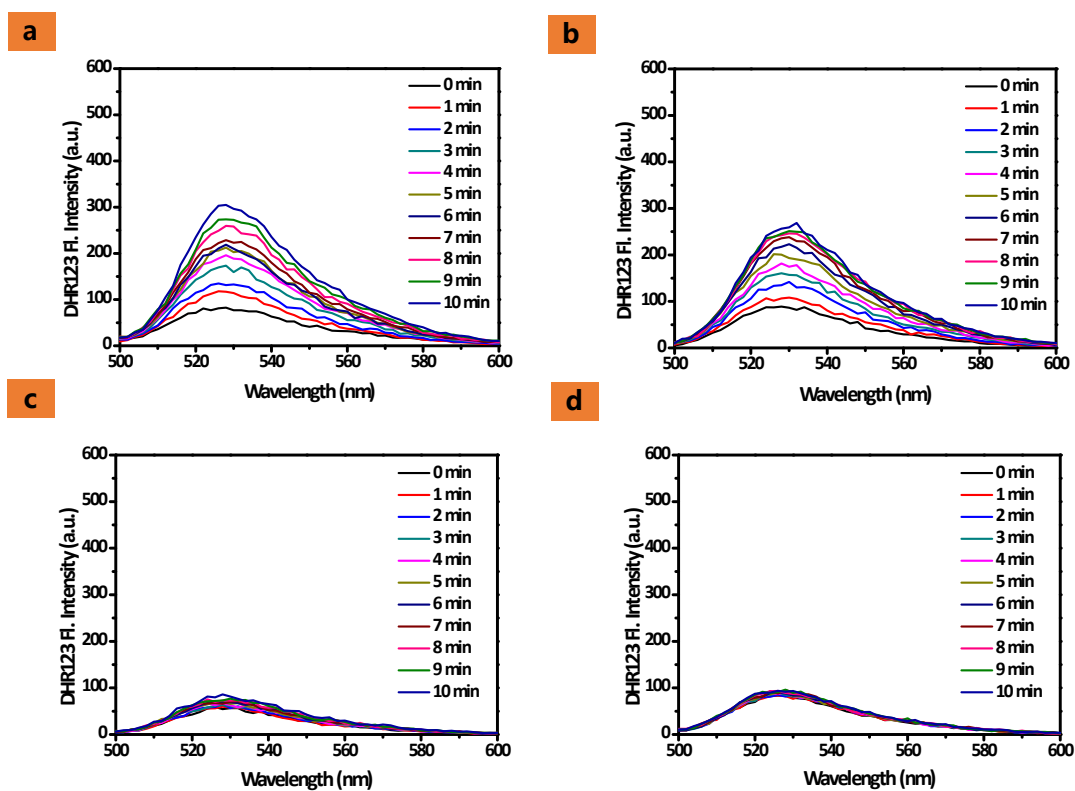 a
600
500
400
300
200
100
0
500 520 540 560 580 600
DHR123 Fl. Intensity (a.u.)
Wavelength (nm)
0 min
1 min
2 min
3 min
4 min
5 min
6 min
7 min
8 min
9 min
10 min
b
600
500
400
300
200
100
0
500 520 540 560 580 600
DHR123 Fl. Intensity (a.u.)
Wavelength (nm)
0 min
1 min
2 min
3 min
4 min
5 min
6 min
7 min
8 min
9 min
10 min
c
600
500
400
300
200
100
0
500 520 540 560 580 600
DHR123 Fl. Intensity (a.u.)
Wavelength (nm)
0 min
1 min
2 min
3 min
4 min
5 min
6 min
7 min
8 min
9 min
10 min
d
600
500
400
300
200
100
0
500 520 540 560 580 600
DHR123 Fl. Intensity (a.u.)
Wavelength (nm)
0 min
1 min
2 min
3 min
4 min
5 min
6 min
7 min
8 min
9 min
10 min